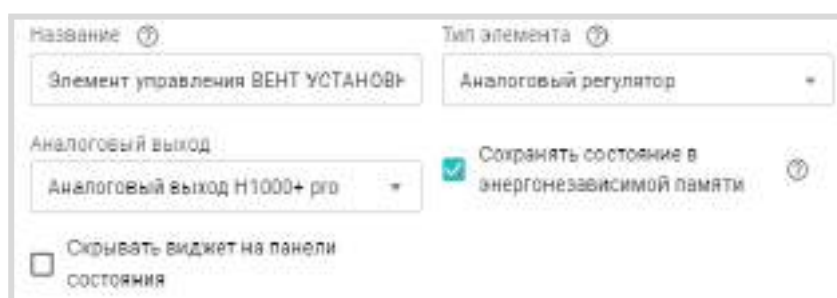 Название
Тип элемента
Элемент управления ВЕНТ УСТАНОВК
Аналоговый регулятор
Аналоговый выход
Аналоговый выход H1000+ pro
Сохранять состояние в
энергонезависимой памяти
Скрывать виджет на панели
состояния